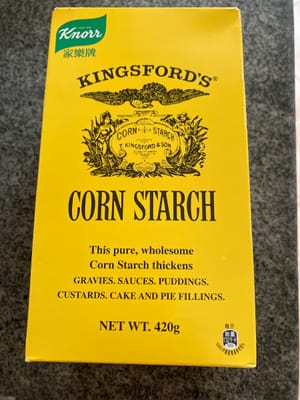 Knorr
家樂牌
KINGSFORD'S®
CORN STARCH
T. KINGSFORD & SON
CORN STARCH
This pure, wholesome
Corn Starch thickens
GRAVIES. SAUCES. PUDDINGS.
CUSTARDS. CAKE AND PIE FILLINGS.
NET WT. 420g